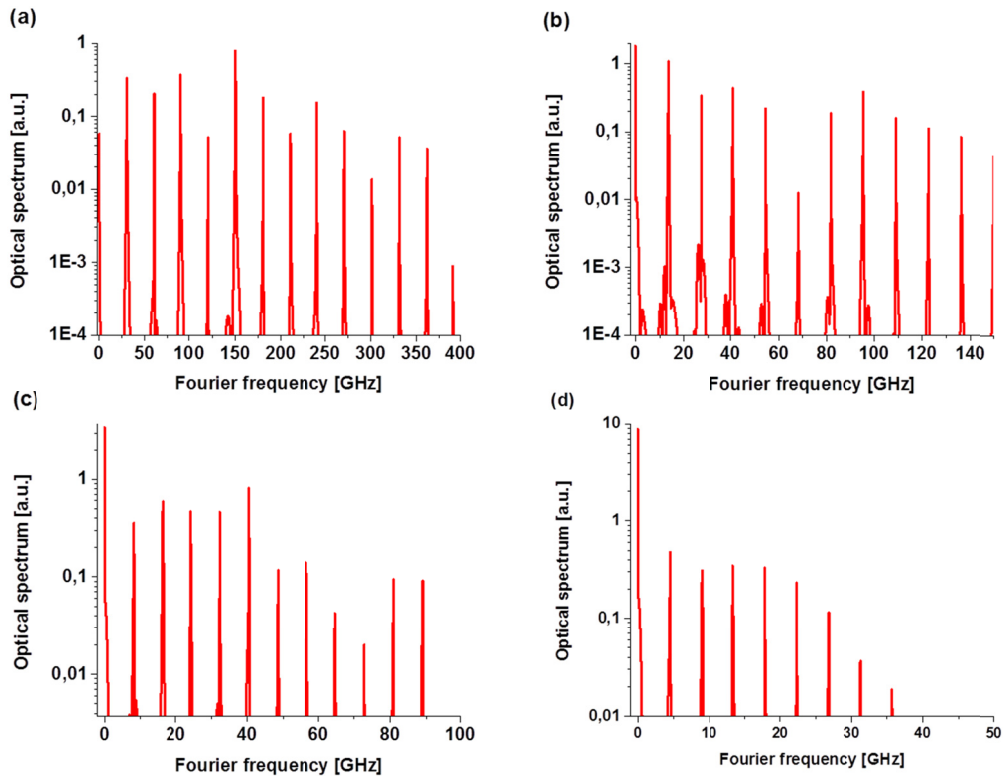 (a)
1
0,1
0,01
1E-3
1E-4
0 50 100 150 200 250 300 350 400
Optical spectrum [a.u.]
Fourier frequency [GHz]
(b)
1
0,1
0,01
1E-3
1E-4
0 20 40 60 80 100 120 140
Optical spectrum [a.u.]
Fourier frequency [GHz]
(c)
1
0,1
0,01
0 20 40 60 80 100
Optical spectrum [a.u.]
Fourier frequency [GHz]
(d)
10
1
0,1
0,01
0 10 20 30 40 50
Optical spectrum [a.u.]
Fourier frequency [GHz]